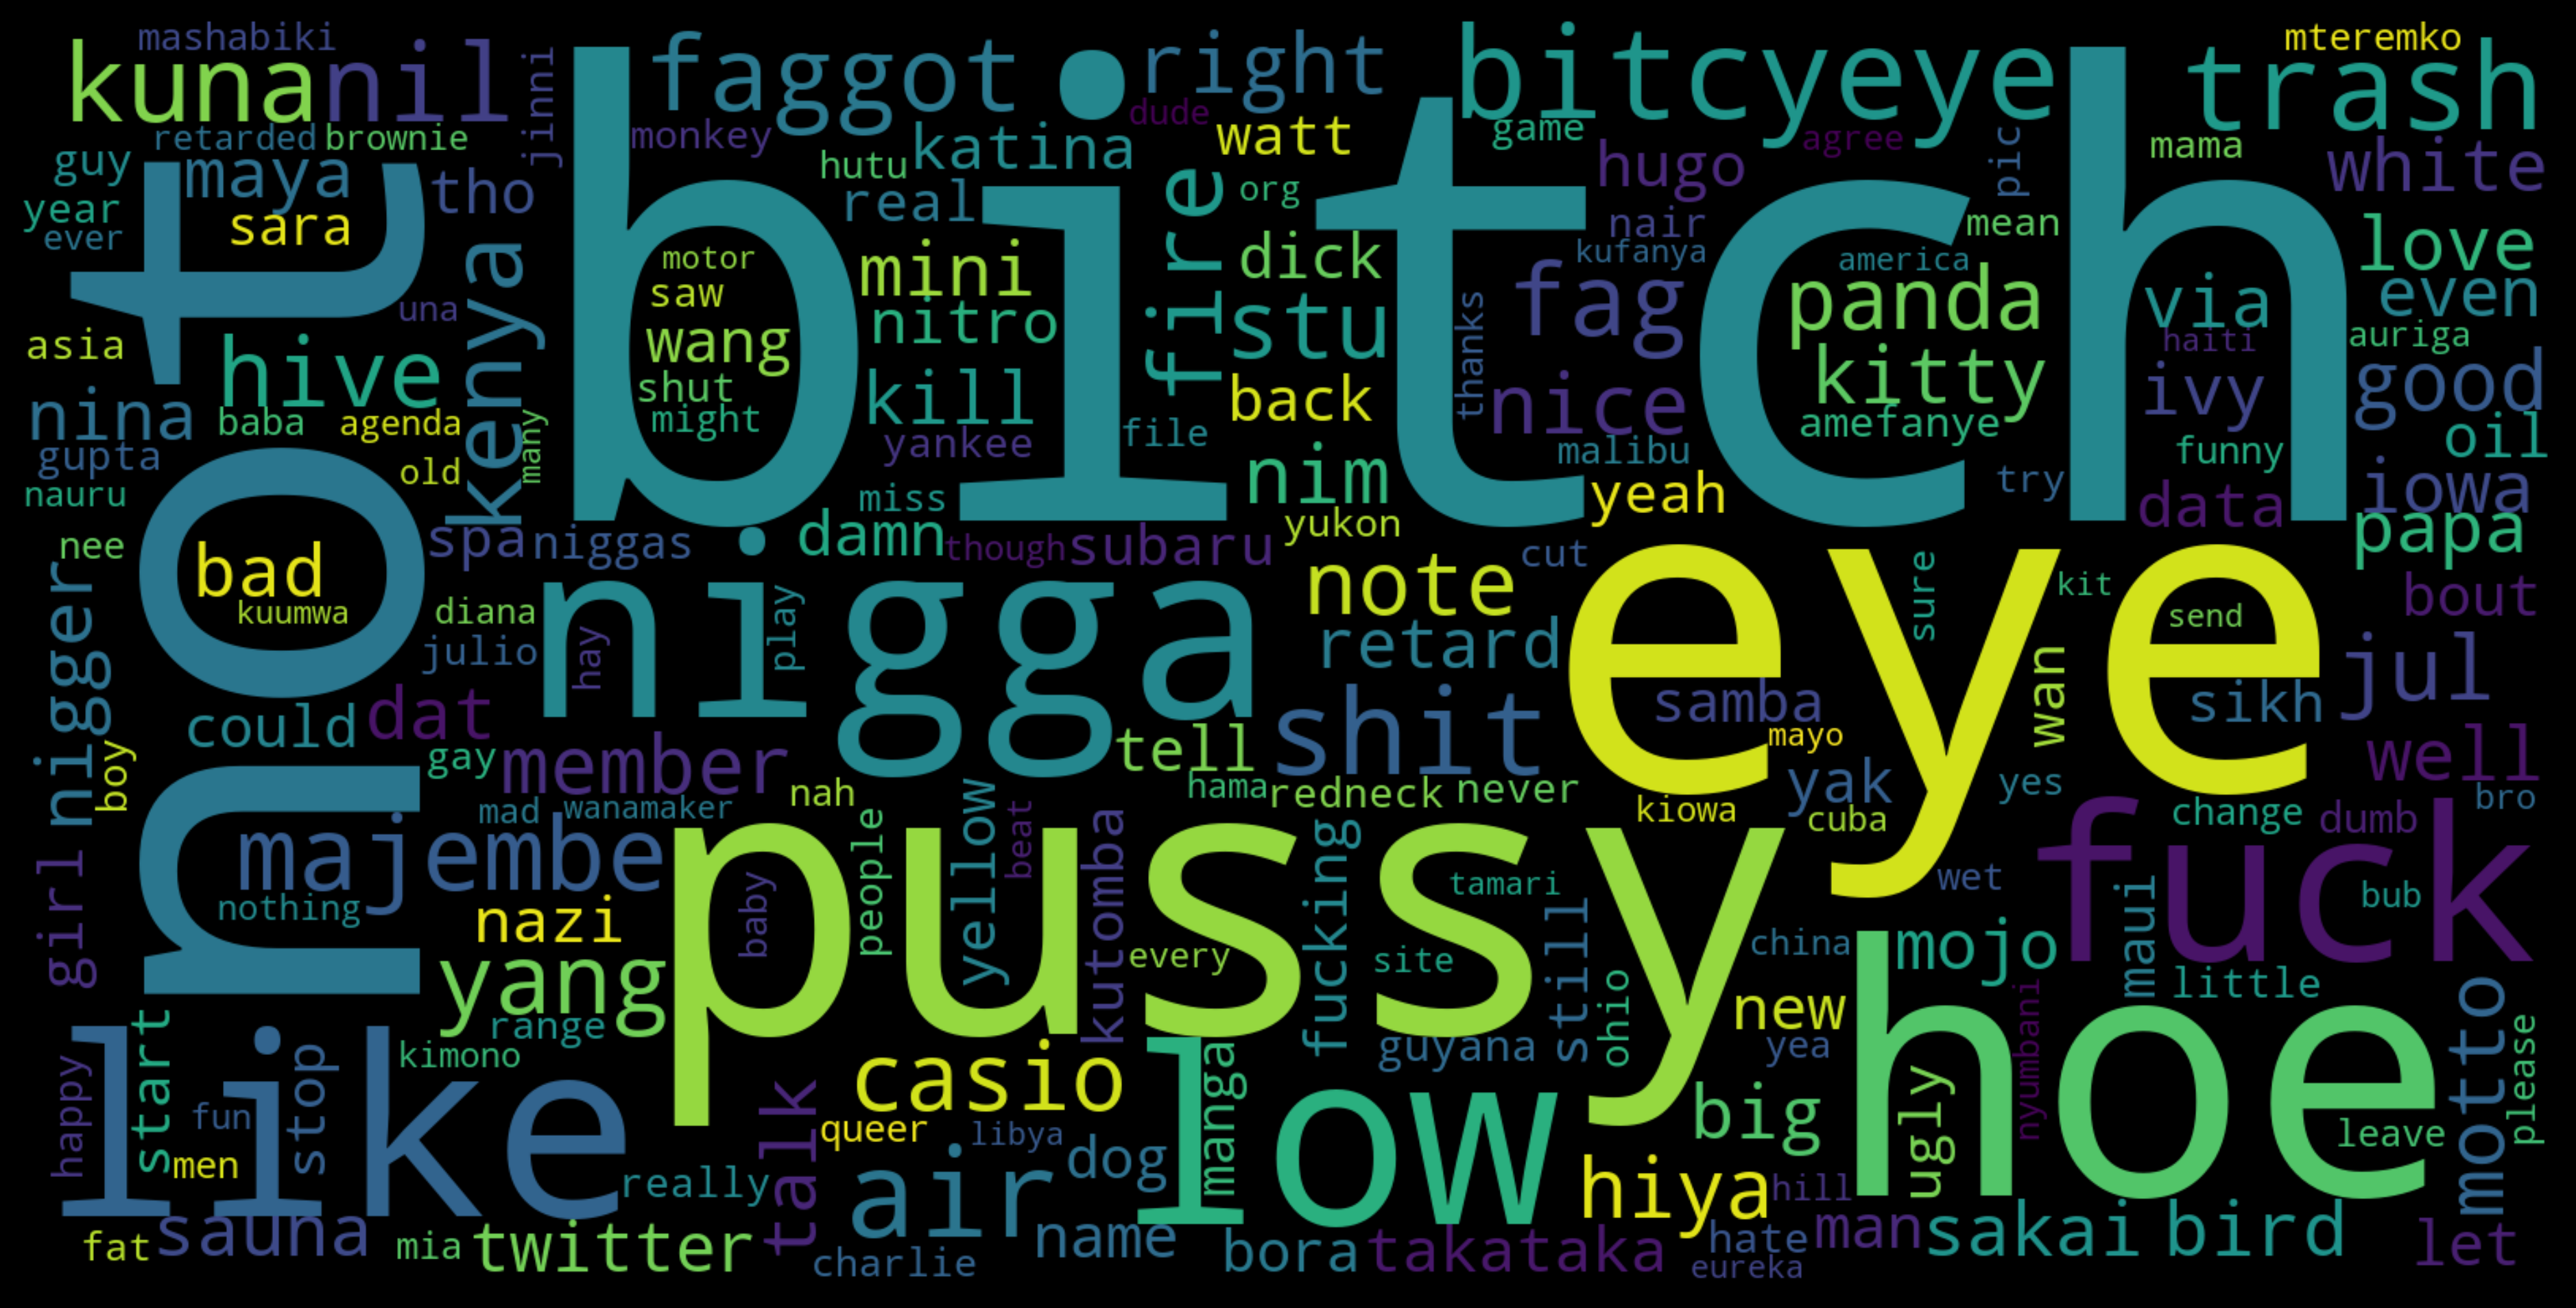 mashabiki
kuna
nil
jinni
faggot
right
bitcyeye
mteremko
trash
retarded
brownie
monkey
dude
watt
game
agree
pic
mama
white
guy
maya
tho
hutu
katina
org
hugo
year
ever
sara
real
fire
nair
mean
love
not
bitch
kenya
motor
saw
mini
dick
kufanya
america
panda
via
even
una
wang
nitro
stu
fag
haiti
auriga
asia
hive
shut
kill
thanks
kitty
ivy
good
nina
baba
agenda
many
might
yankee
file
back
nice
amefanye
malibu
funny
oil
gupta
old
miss
nim
yeah
try
data
iowa
nauru
yukon
papa
nee
bad
spa
niggas
damn
though
subaru
cut
eye
sure
kit
kuumwa
diana
nigga
play
note
send
bout
nigger
julio
hay
retard
wan
jul
could
dat
shit
samba
sikh
boy
gay
member
tell
mayo
yak
yes
well
mad
wanamaker
nah
hama
redneck
never
kiowa
cuba
change
dumb
bro
girl
majembe
people
yellow
beat
kutomba
fucking
fuck
nothing
nazi
pussy
baby
tamari
wet
maui
bub
yang
every
site
still
china
mojo
range
ohio
new
little
motto
start
like
stop
kimono
casio
low
manga
guyana
yea
hoe
nyumbani
please
happy
fun
men
talk
queer
libya
dog
big
ugly
leave
really
air
hiya
hill
fat
sauna
mia
twitter
charlie
name
bora
takataka
hate
eureka
man
sakai
bird
let